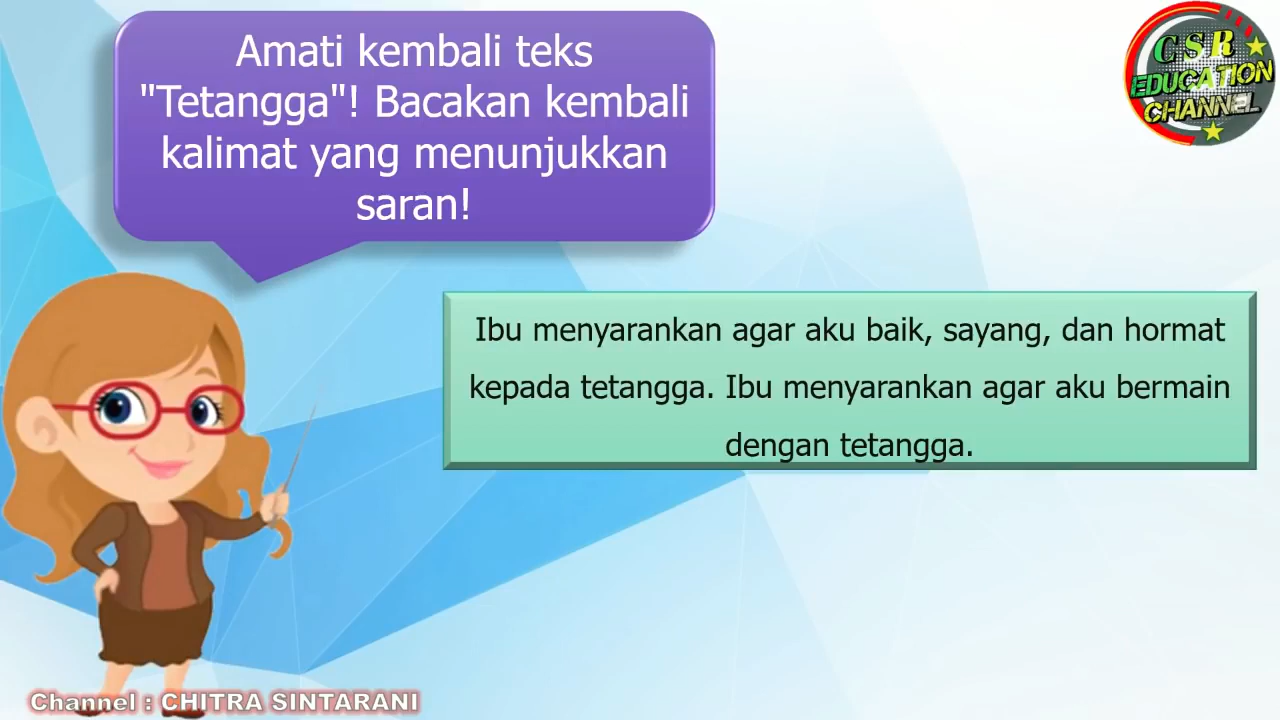 Amati kembali teks
"Tetangga"! Bacakan kembali
kalimat yang menunjukkan
saran!
CSR
EDUCATION
CHANNEL
Ibu menyarankan agar aku baik, sayang, dan hormat
kepada tetangga. Ibu menyarankan agar aku bermain
dengan tetangga.
Channel : CHITRA SINTARANI